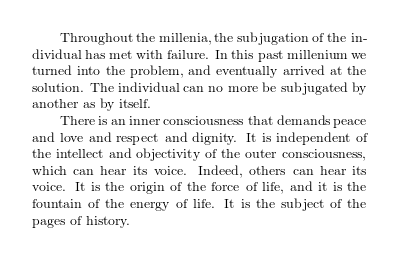 Throughout the millenia, the subjugation of the in-
dividual has met with failure. In this past millenium we
turned into the problem, and eventually arrived at the
solution. The individual can no more be subjugated by
another as by itself.
There is an inner consciousness that demands peace
and love and respect and dignity. It is independent of
the intellect and objectivity of the outer consciousness,
which can hear its voice. Indeed, others can hear its
voice. It is the origin of the force of life, and it is the
fountain of the energy of life. It is the subject of the
pages of history.